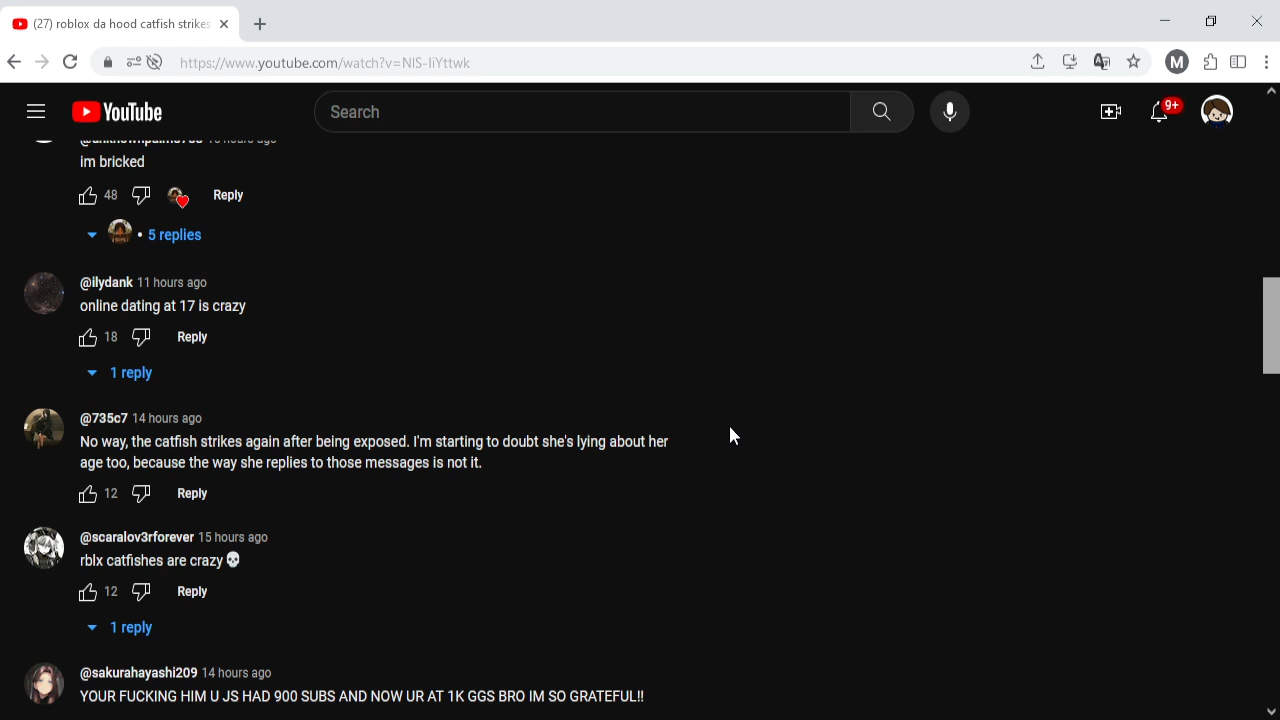 (27) roblox da hood catfish strikes
https://www.youtube.com/watch?v=NIS-IiYttwk
M
YouTube
Search
9+
im bricked
48
Reply
• 5 replies
@ilydank 11 hours ago
online dating at 17 is crazy
18
Reply
1 reply
@735c7 14 hours ago
No way, the catfish strikes again after being exposed. I'm starting to doubt she's lying about her
age too, because the way she replies to those messages is not it.
12
Reply
@scaralov3rforever 15 hours ago
rblx catfishes are crazy💀
12
Reply
1 reply
@sakurahayashi209 14 hours ago
YOUR FUCKING HIM U JS HAD 900 SUBS AND NOW UR AT 1K GGS BRO IM SO GRATEFUL!!